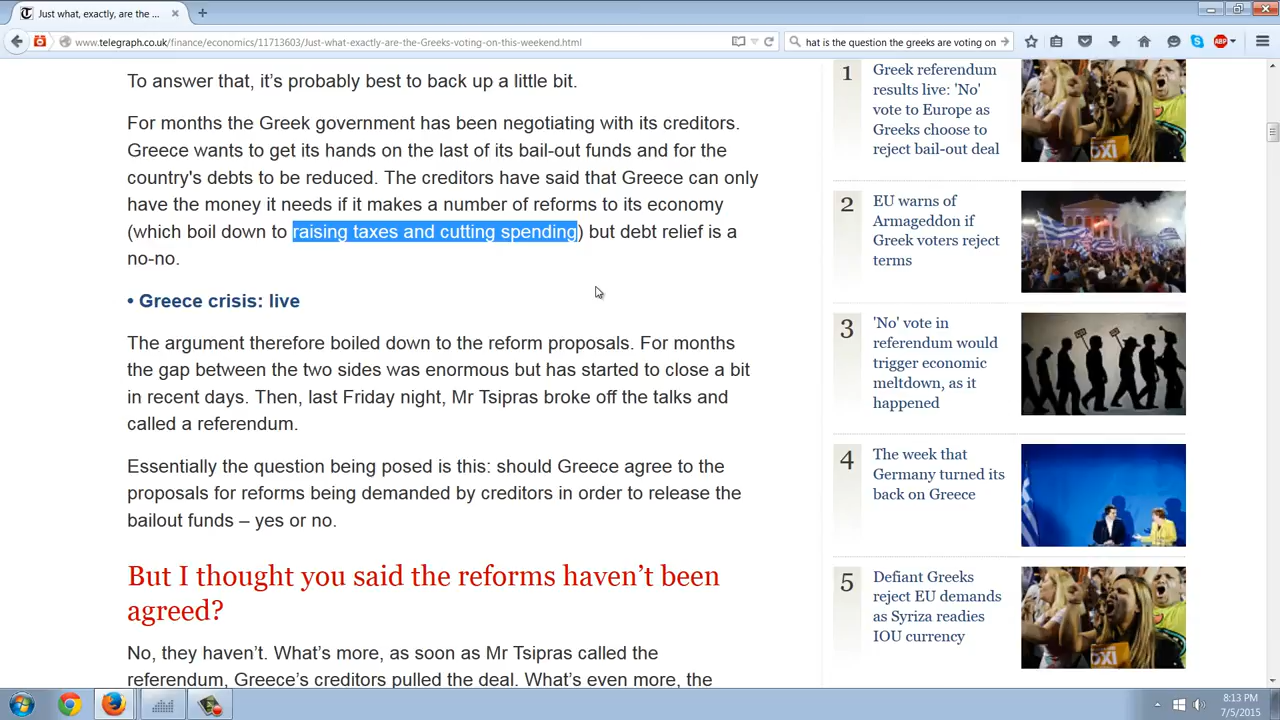 Just what, exactly, are the ...
www.telegraph.co.uk/finance/economics/11713603/Just-what-exactly-are-the-Greeks-voting-on-this-weekend.html
hat is the question the greeks are voting on
ABP
To answer that, it's probably best to back up a little bit.
For months the Greek government has been negotiating with its creditors.
Greece wants to get its hands on the last of its bail-out funds and for the
country's debts to be reduced. The creditors have said that Greece can only
have the money it needs if it makes a number of reforms to its economy
(which boil down to raising taxes and cutting spending) but debt relief is a
no-no.
• Greece crisis: live
The argument therefore boiled down to the reform proposals. For months
the gap between the two sides was enormous but has started to close a bit
in recent days. Then, last Friday night, Mr Tsipras broke off the talks and
called a referendum.
Essentially the question being posed is this: should Greece agree to the
proposals for reforms being demanded by creditors in order to release the
bailout funds – yes or no.
But I thought you said the reforms haven't been
agreed?
No, they haven't. What's more, as soon as Mr Tsipras called the
referendum, Greece's creditors pulled the deal. What's even more, the
1
Greek referendum
results live: 'No'
vote to Europe as
Greeks choose to
reject bail-out deal
OXI
2
EU warns of
Armageddon if
Greek voters reject
terms
3
'No' vote in
referendum would
trigger economic
meltdown, as it
happened
4
The week that
Germany turned its
back on Greece
5
Defiant Greeks
reject EU demands
as Syriza readies
IOU currency
OXI
8:13 PM
7/5/2015